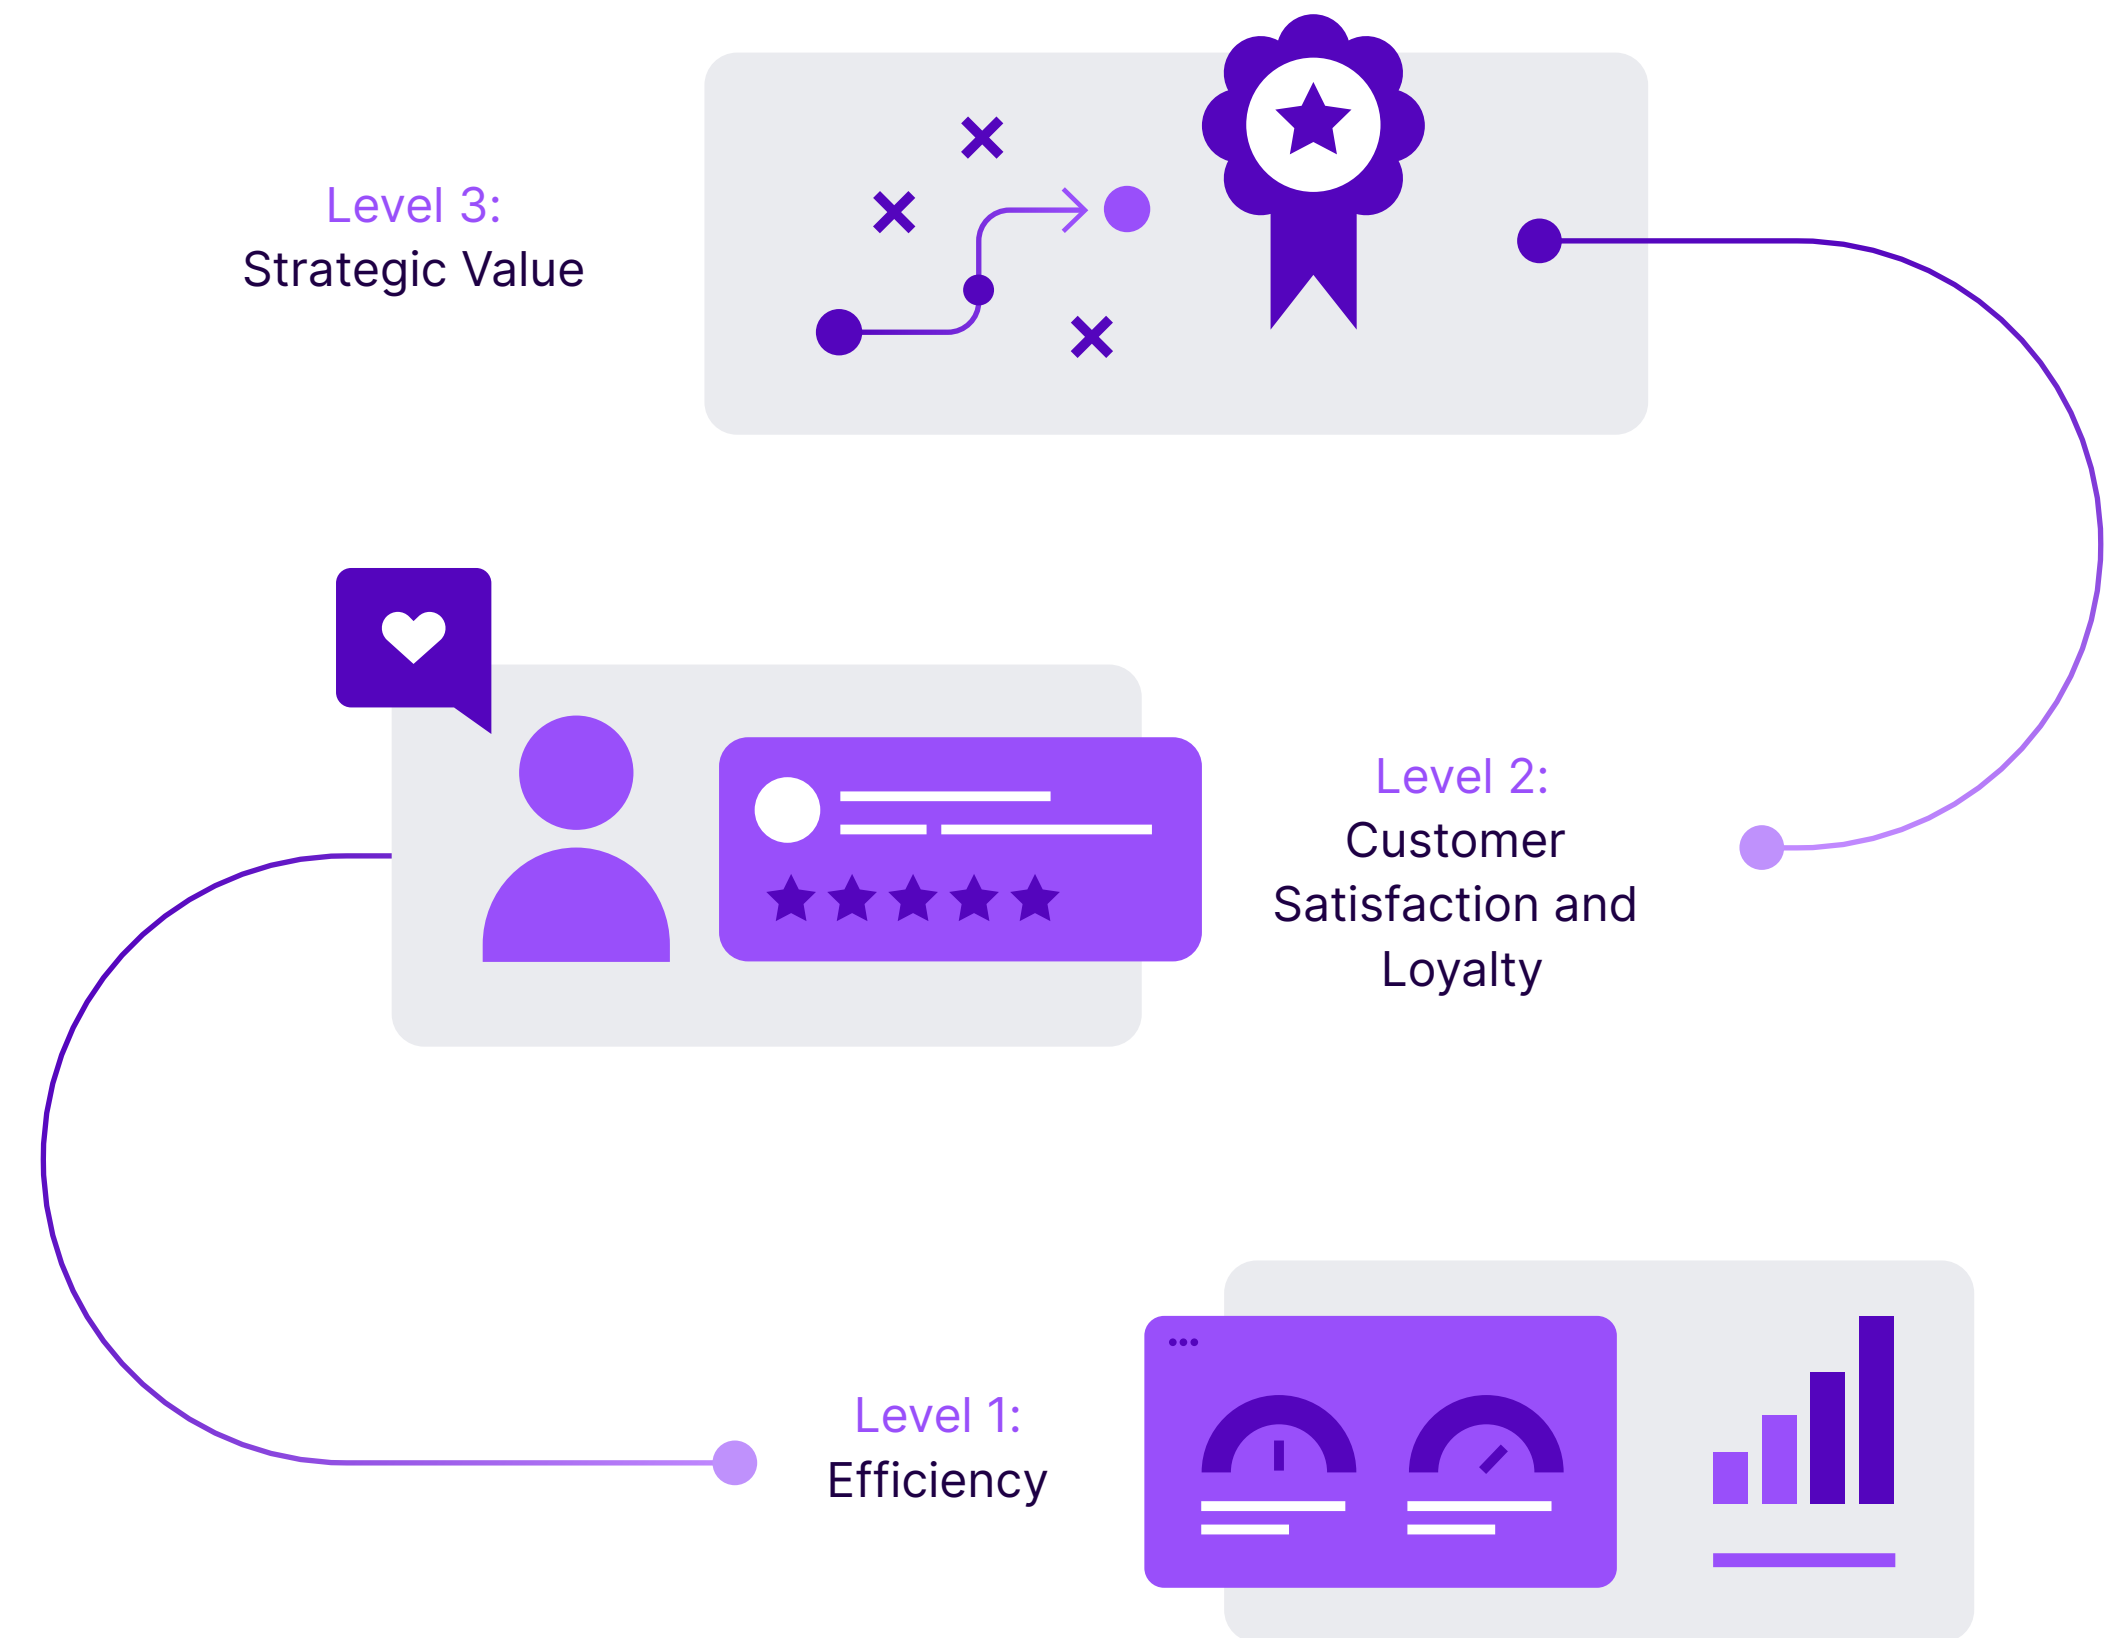 Level 3:
Strategic Value
Level 2:
Customer
Satisfaction and
Loyalty
Level 1:
Efficiency